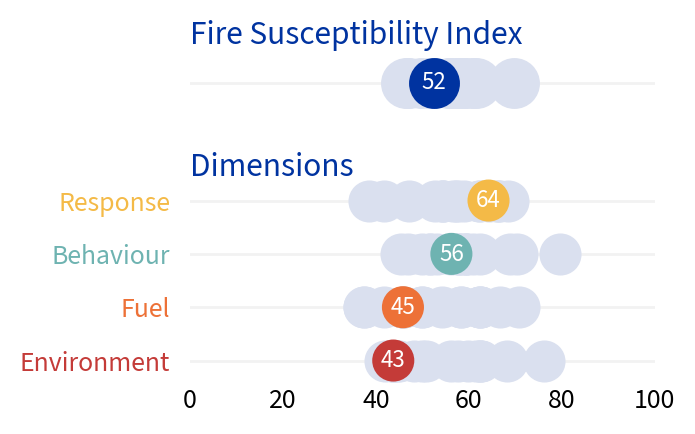 Fire Susceptibility Index
52
Dimensions
Response 64
Behaviour 56
Fuel 45
Environment 43
0 20 40 60 80 100